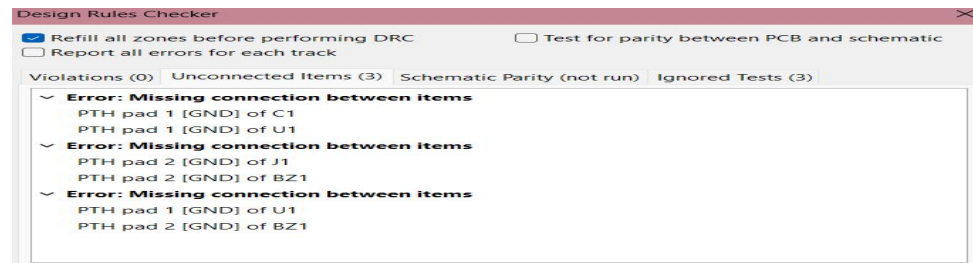 Design Rules Checker
Refill all zones before performing DRC Test for parity between PCB and schematic
Report all errors for each track
Violations (0) Unconnected Items (3) Schematic Parity (not run) Ignored Tests (3)
Error: Missing connection between items
PTH pad 1 [GND] of C1
PTH pad 1 [GND] of U1
Error: Missing connection between items
PTH pad 2 [GND] of J1
PTH pad 2 [GND] of BZ1
Error: Missing connection between items
PTH pad 1 [GND] of U1
PTH pad 2 [GND] of BZ1